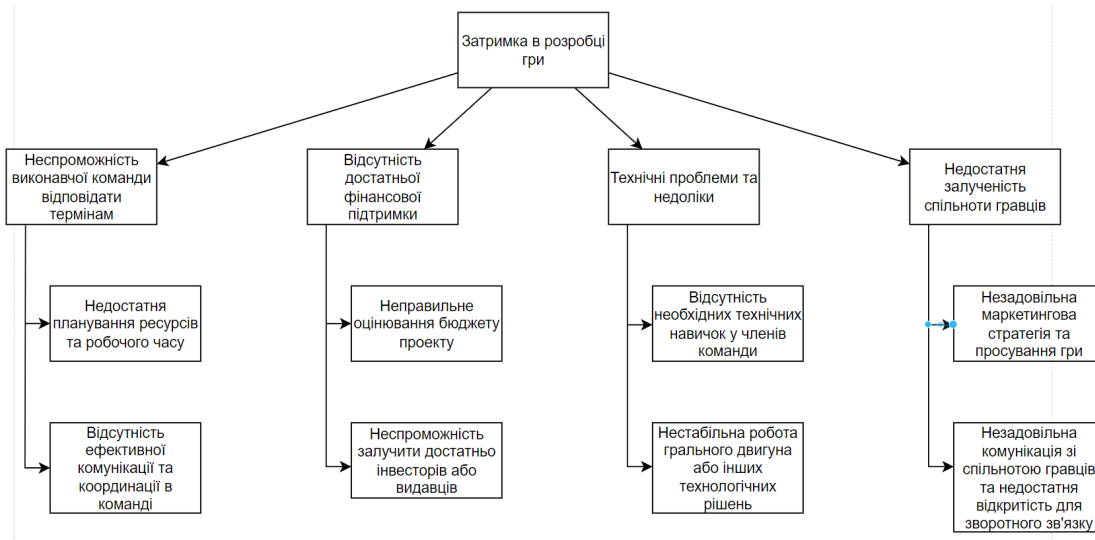 Затримка в розробці
гри
Неспроможність
виконавчої команди
відповідати
термінам
Відсутність
достатньої
фінансової
підтримки
Технічні проблеми та
недоліки
Недостатня
залученість
спільноти гравців
Недостатня
планування ресурсів
та робочого часу
Неправильне
оцінювання бюджету
проекту
Відсутність
необхідних технічних
навичок у членів
команди
Незадовільна
маркетингова
стратегія та
просування гри
Відсутність
ефективної
комунікації та
координації в
команді
Неспроможність
залучити достатньо
інвесторів або
видавців
Нестабільна робота
грального двигуна
або інших
технологічних
рішень
Незадовільна
комунікація зі
спільнотою гравців
та недостатня
відкритість для
зворотного зв'язку